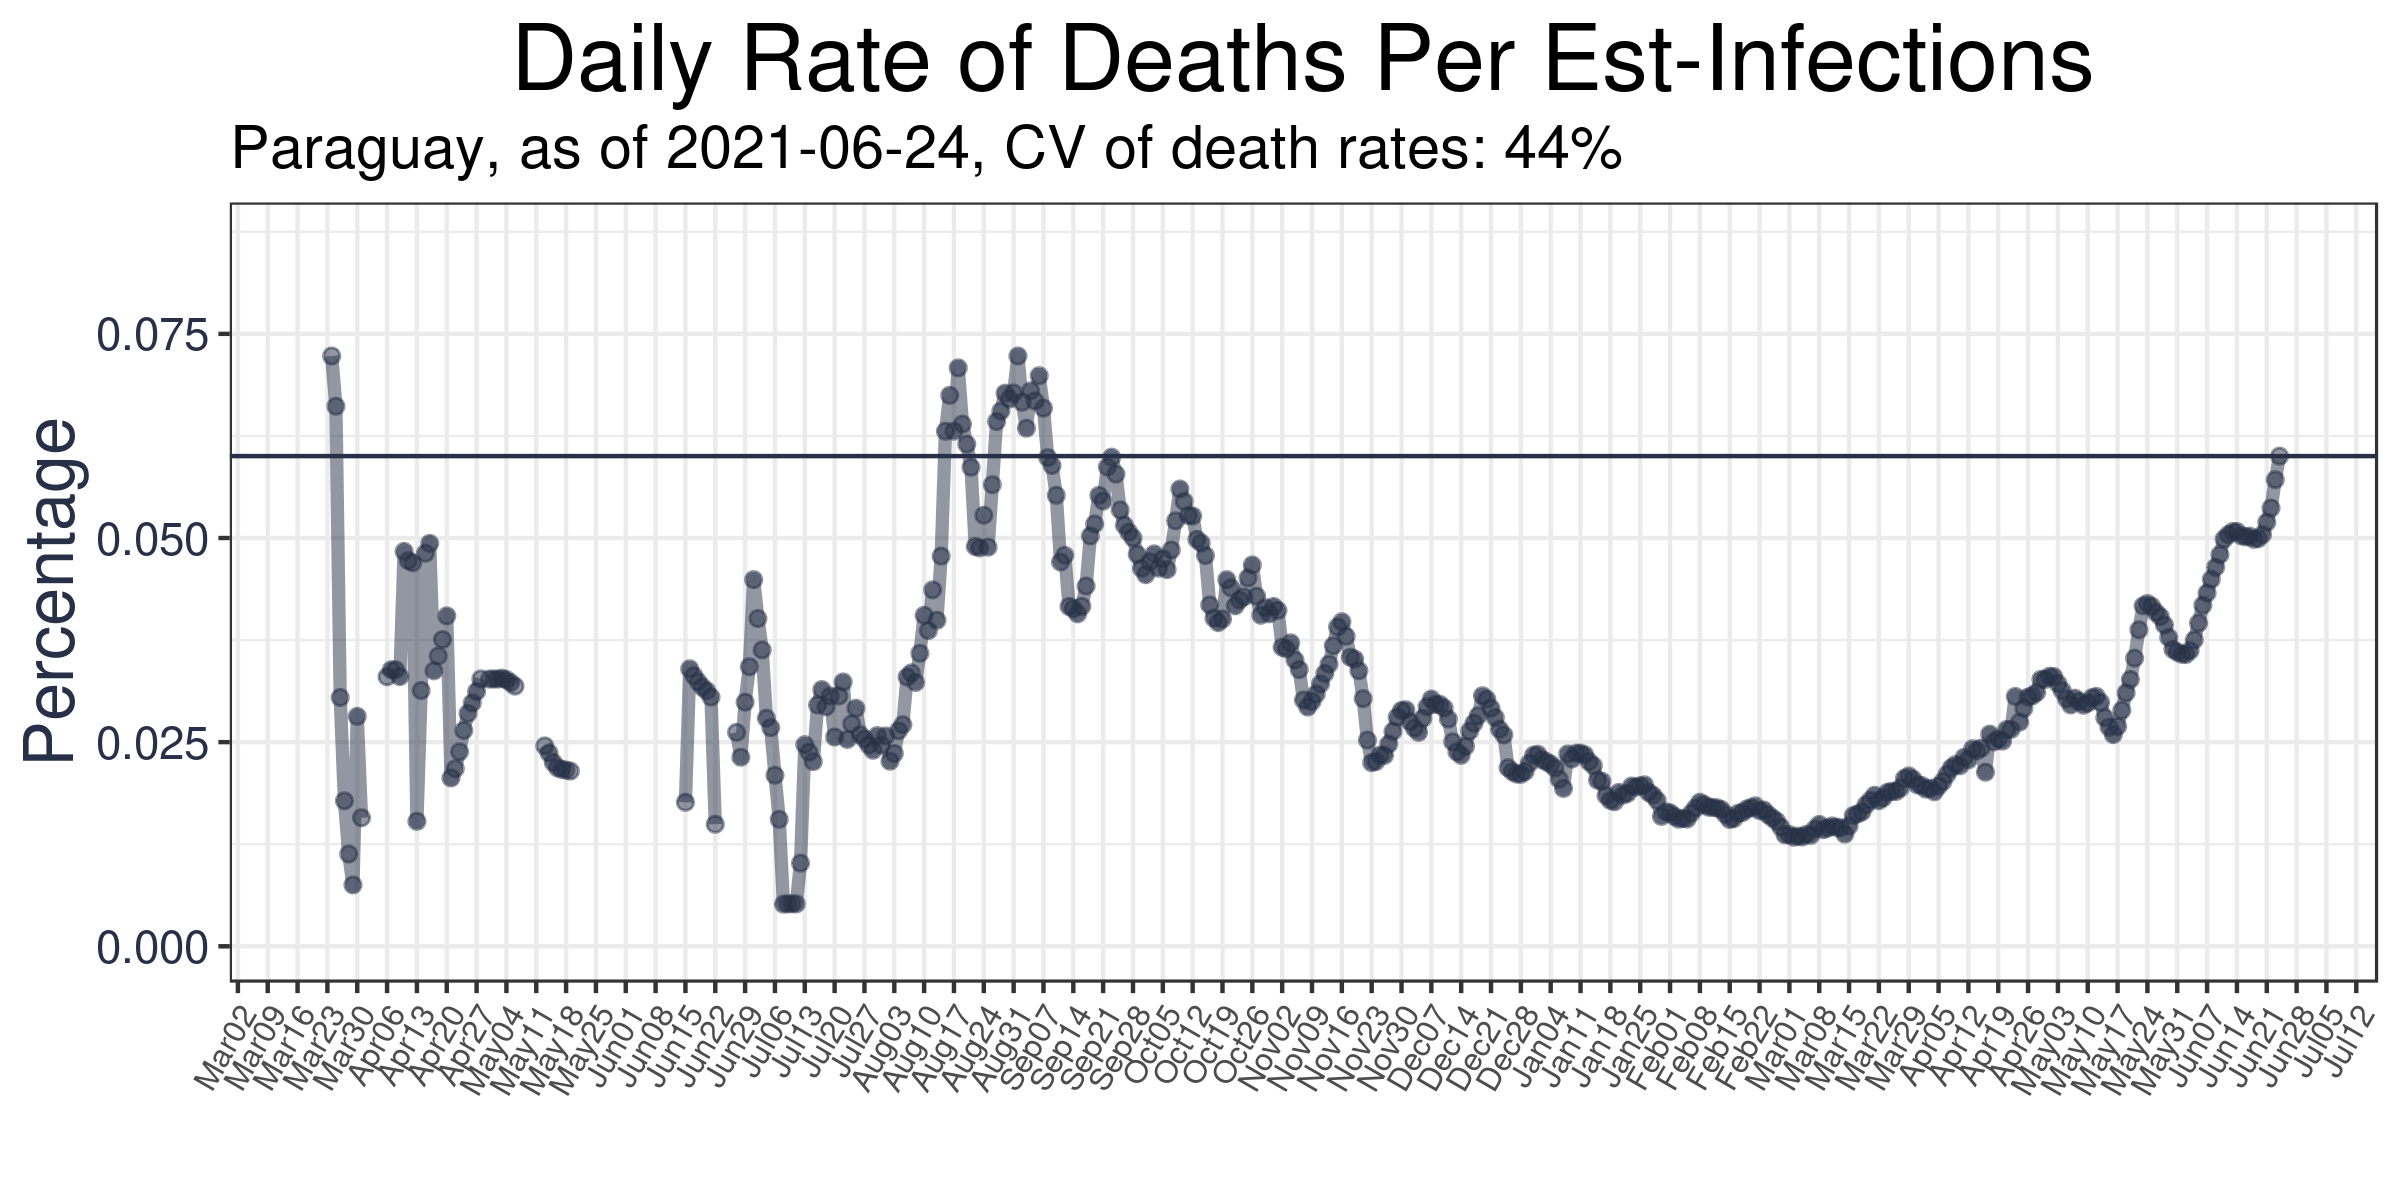 Daily Rate of Deaths Per Est-Infections
Paraguay, as of 2021-06-24, CV of death rates: 44%
Percentage
0.075
0.050
0.025
0.000
Mar02
Mar09
Mar16
Mar23
Mar30
Apr06
Apr13
Apr20
Apr27
May04
May11
May18
May25
Jun01
Jun08
Jun15
Jun22
Jun29
Jul06
Jul13
Jul20
Jul27
Aug03
Aug10
Aug17
Aug24
Aug31
Sep07
Sep14
Sep21
Sep28
Oct05
Oct12
Oct19
Oct26
Nov02
Nov09
Nov16
Nov23
Nov30
Dec07
Dec14
Dec21
Dec28
Jan04
Jan11
Jan18
Jan25
Feb01
Feb08
Feb15
Feb22
Mar01
Mar08
Mar15
Mar22
Mar29
Apr05
Apr12
Apr19
Apr26
May03
May10
May17
May24
May31
Jun07
Jun14
Jun21
Jun28
Jul05
Jul12